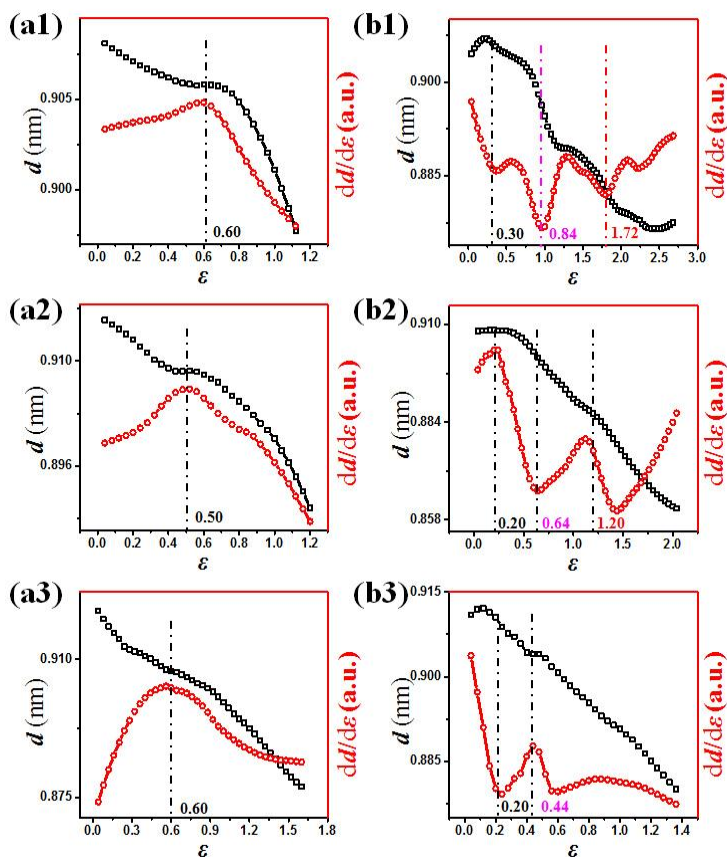 (a1)
0.905
0.900
d (nm)
dd/dε (a.u.)
0.60
0.0 0.2 0.4 0.6 0.8 1.0 1.2
ε
(b1)
0.900
0.885
d (nm)
dd/dε (a.u.)
0.30 0.84 1.72
0.0 0.5 1.0 1.5 2.0 2.5 3.0
ε
(a2)
0.910
0.896
d (nm)
dd/dε (a.u.)
0.50
0.0 0.2 0.4 0.6 0.8 1.0 1.2
ε
(b2)
0.910
0.884
0.858
d (nm)
dd/dε (a.u.)
0.20 0.64 1.20
0.0 0.5 1.0 1.5 2.0
ε
(a3)
0.910
0.875
d (nm)
dd/dε (a.u.)
0.60
0.0 0.3 0.6 0.9 1.2 1.5 1.8
ε
(b3)
0.915
0.900
0.885
d (nm)
dd/dε (a.u.)
0.20 0.44
0.0 0.2 0.4 0.6 0.8 1.0 1.2 1.4
ε